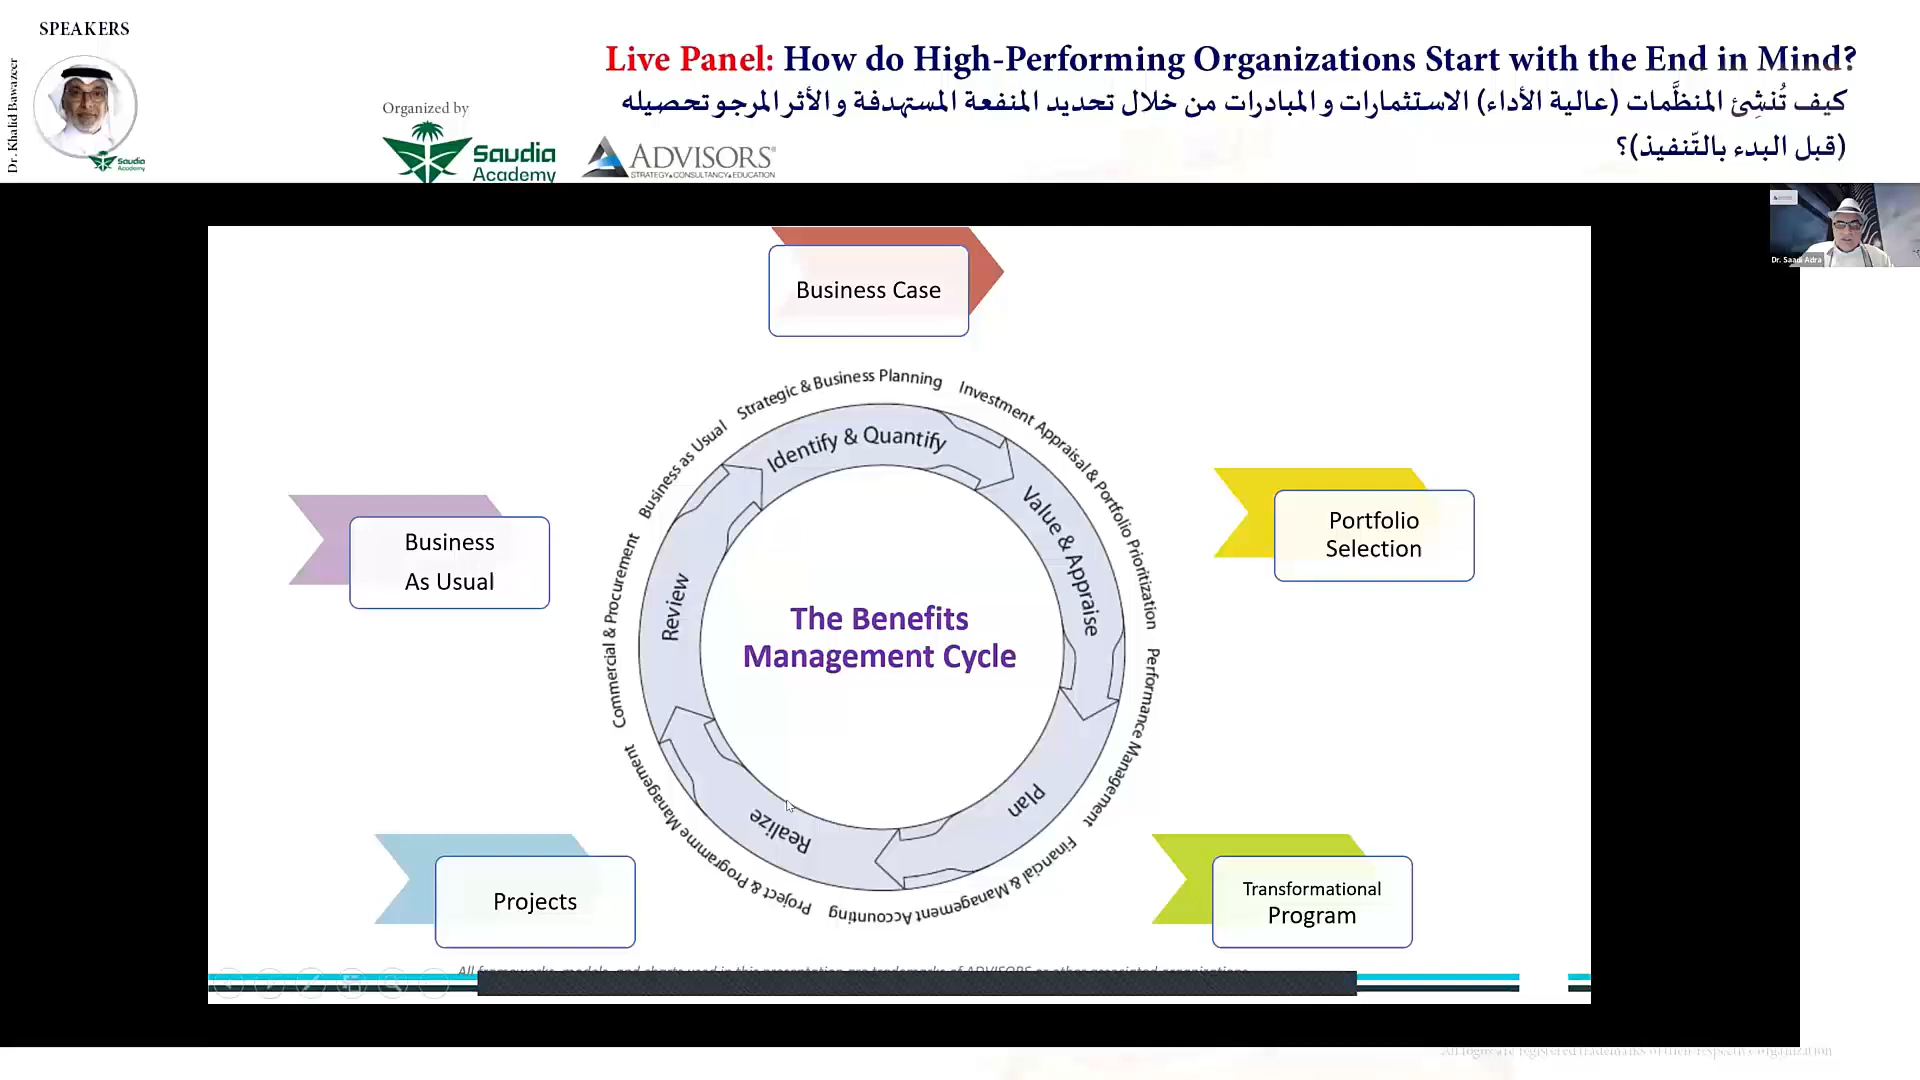 SPEAKERS
Dr. Khalid Bawazeer
Saudia
Academy
Organized by
Saudia
Academy
ADVISORS
STRATEGY▲CONSULTANCY▲EDUCATION
Live Panel: How do High-Performing Organizations Start with the End in Mind?
كيف تُنشِئ المنظَّمات (عالية الأداء) الاستثمارات والمبادرات من خلال تحديد المنفعة المستهدفة والأثر المرجو تحصيله
(قبل البدء بالتّنفيذ)؟
Dr. Saadi Adra
Business Case
Strategic & Business Planning
Investment Appraisal & Portfolio Prioritization
Performance Management
Financial & Management Accounting
Project & Programme Management
Commercial & Procurement
Business as Usual
Identify & Quantify
Value & Appraise
Plan
Realize
Review
The Benefits
Management Cycle
Business
As Usual
Portfolio
Selection
Projects
Transformational
Program
All frameworks, models, and charts used in this presentation are trademarks of ADVISORS or other associated organizations
All logos are registered trademarks of their respective organization